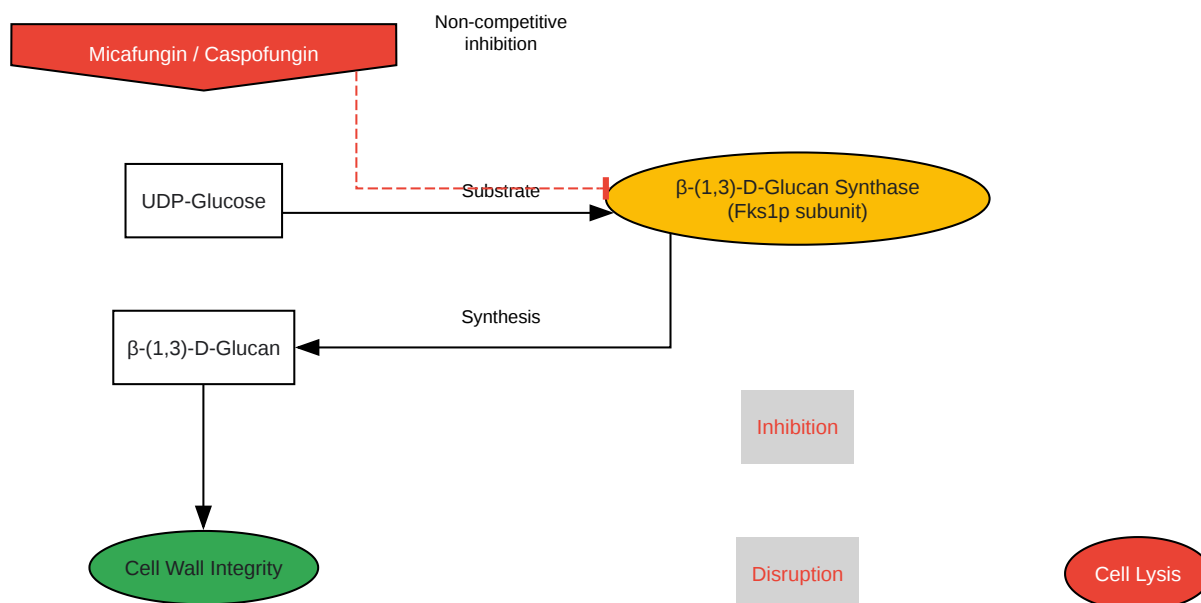 Non-competitive
inhibition
Micafungin / Caspofungin
UDP-Glucose
Substrate
β-(1,3)-D-Glucan Synthase
(Fks1p subunit)
Synthesis
β-(1,3)-D-Glucan
Inhibition
Cell Wall Integrity
Disruption
Cell Lysis